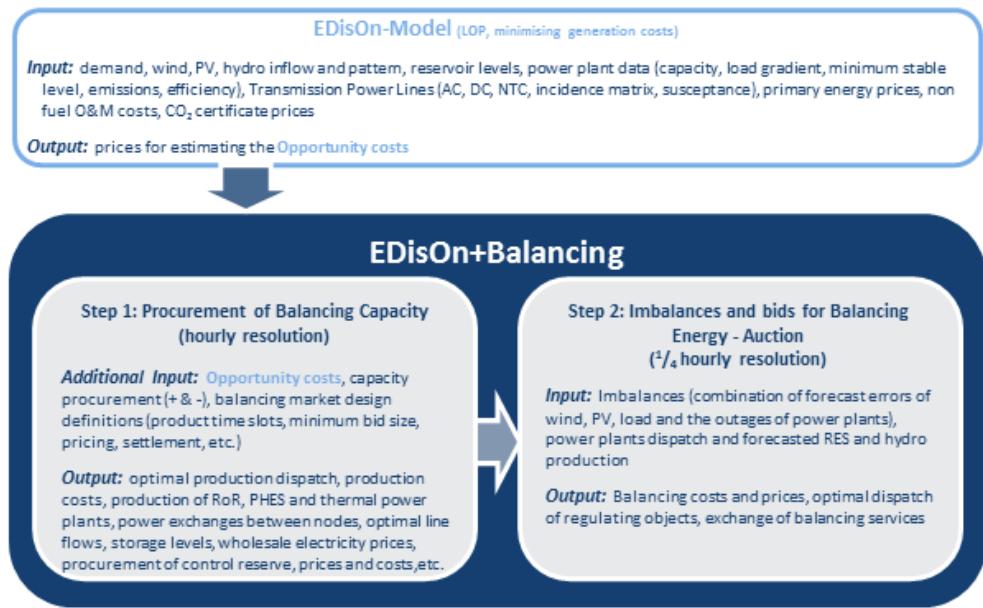 EDisOn-Model (LOP, minimising generation costs)
Input: demand, wind, PV, hydro inflow and pattern, reservoir levels, power plant data (capacity, load gradient, minimum stable
level, emissions, efficiency), Transmission Power Lines (AC, DC, NTC, incidence matrix, susceptance), primary energy prices, non
fuel O&M costs, CO₂ certificate prices
Output: prices for estimating the Opportunity costs
EDisOn+Balancing
Step 1: Procurement of Balancing Capacity
(hourly resolution)
Additional Input: Opportunity costs, capacity
procurement (+ & -), balancing market design
definitions (product time slots, minimum bid size,
pricing, settlement, etc.)
Output: optimal production dispatch, production
costs, production of RoR, PHES and thermal power
plants, power exchanges between nodes, optimal line
flows, storage levels, wholesale electricity prices,
procurement of control reserve, prices and costs,etc.
Step 2: Imbalances and bids for Balancing
Energy - Auction
(¹/₄ hourly resolution)
Input: Imbalances (combination of forecast errors of
wind, PV, load and the outages of power plants),
power plants dispatch and forecasted RES and hydro
production
Output: Balancing costs and prices, optimal dispatch
of regulating objects, exchange of balancing services